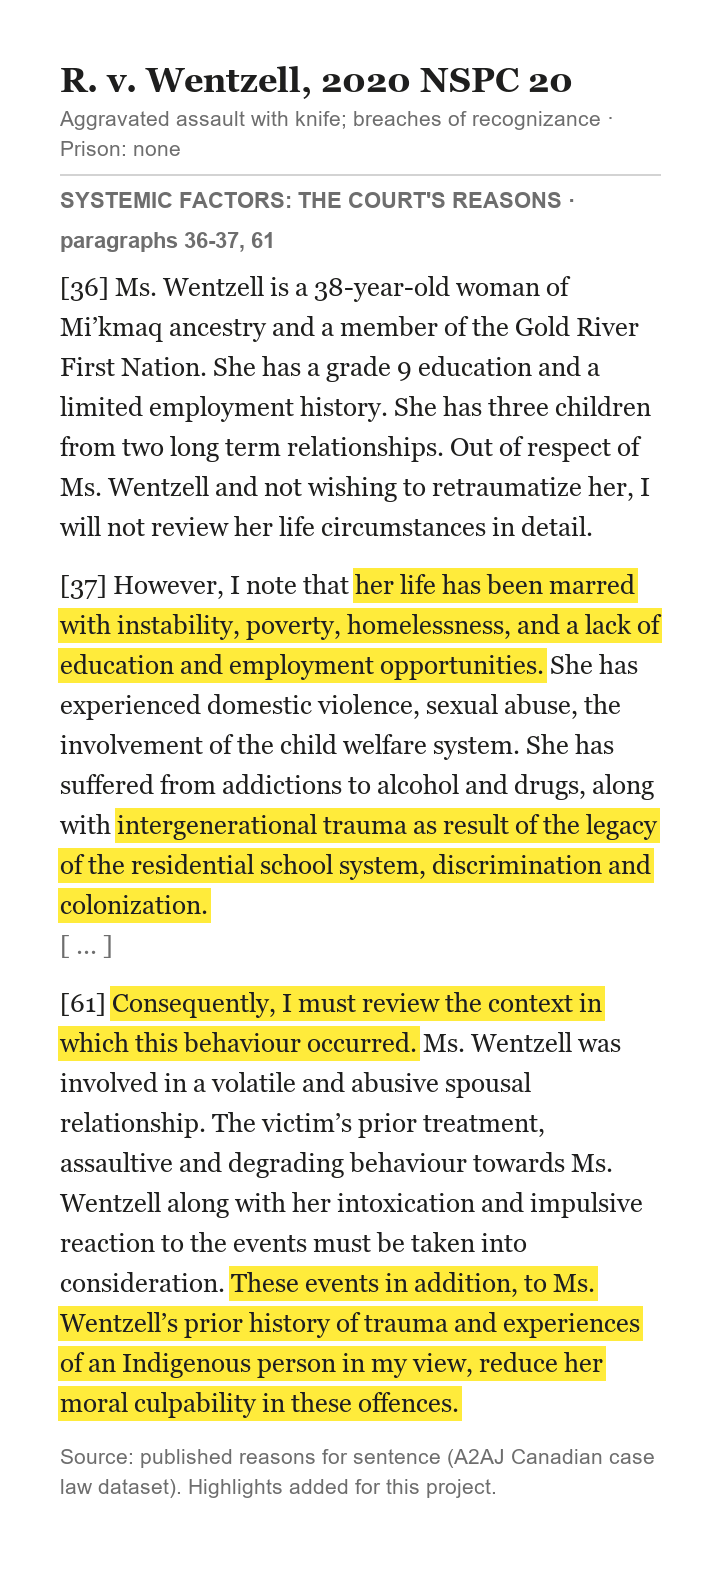 R. v. Wentzell, 2020 NSPC 20
Aggravated assault with knife; breaches of recognizance ·
Prison: none
SYSTEMIC FACTORS: THE COURT'S REASONS ·
paragraphs 36-37, 61
[36] Ms. Wentzell is a 38-year-old woman of
Mi’kmaq ancestry and a member of the Gold River
First Nation. She has a grade 9 education and a
limited employment history. She has three children
from two long term relationships. Out of respect of
Ms. Wentzell and not wishing to retraumatize her, I
will not review her life circumstances in detail.
[37] However, I note that her life has been marred
with instability, poverty, homelessness, and a lack of
education and employment opportunities. She has
experienced domestic violence, sexual abuse, the
involvement of the child welfare system. She has
suffered from addictions to alcohol and drugs, along
with intergenerational trauma as result of the legacy
of the residential school system, discrimination and
colonization.
[ ... ]
[61] Consequently, I must review the context in
which this behaviour occurred. Ms. Wentzell was
involved in a volatile and abusive spousal
relationship. The victim’s prior treatment,
assaultive and degrading behaviour towards Ms.
Wentzell along with her intoxication and impulsive
reaction to the events must be taken into
consideration. These events in addition, to Ms.
Wentzell’s prior history of trauma and experiences
of an Indigenous person in my view, reduce her
moral culpability in these offences.
Source: published reasons for sentence (A2AJ Canadian case
law dataset). Highlights added for this project.